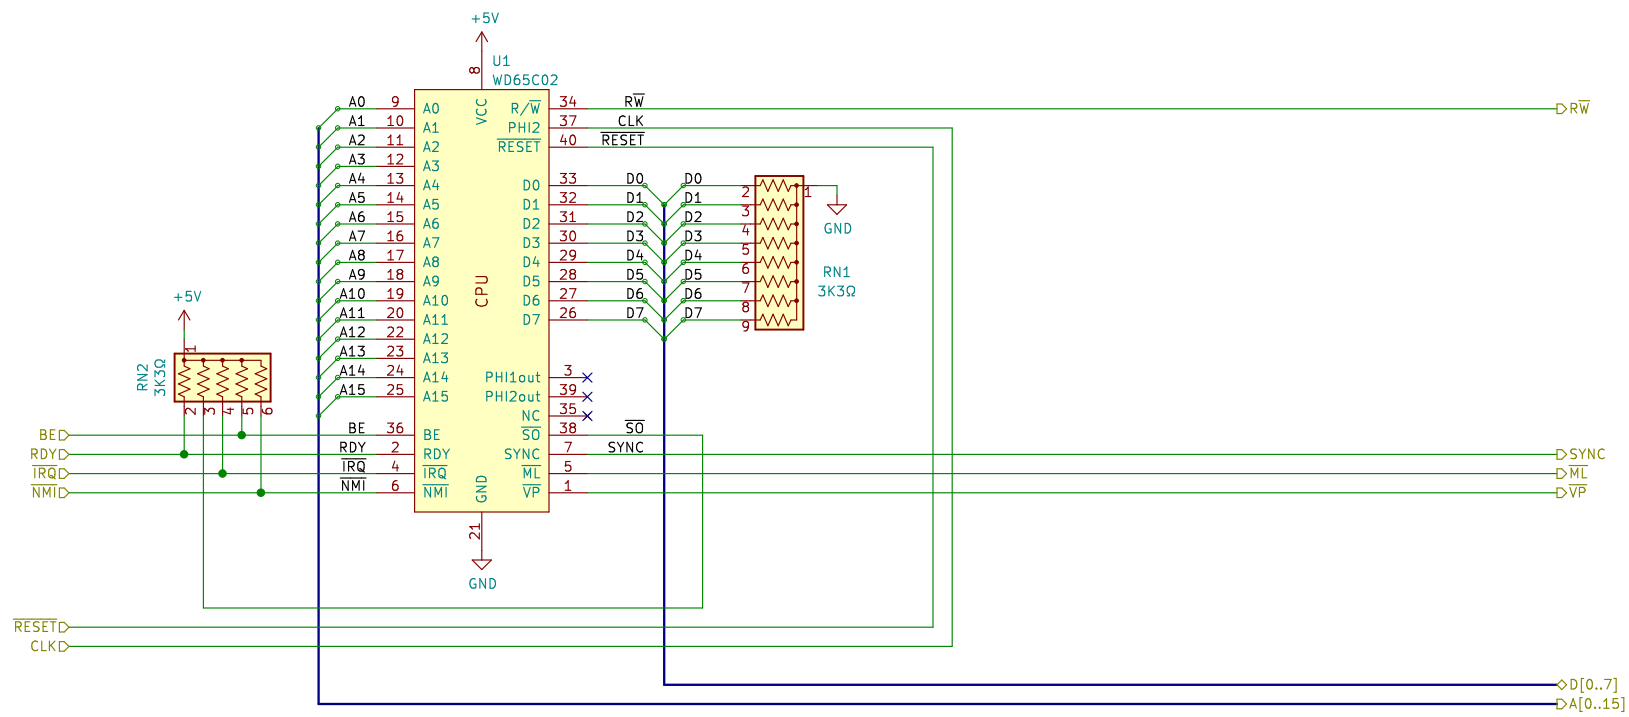 +5V
U1
WD65C02
8
VCC
A0 9 A0
A1 10 A1
A2 11 A2
A3 12 A3
A4 13 A4
A5 14 A5
A6 15 A6
A7 16 A7
A8 17 A8
A9 18 A9
A10 19 A10
A11 20 A11
A12 22 A12
A13 23 A13
A14 24 A14
A15 25 A15
BE 36 BE
RDY 2 RDY
IRQ 4 IRQ
NMI 6 NMI
CPU
R/W 34 RW
PHI2 37 CLK
RESET 40 RESET
D0 33 D0
D1 32 D1
D2 31 D2
D3 30 D3
D4 29 D4
D5 28 D5
D6 27 D6
D7 26 D7
PHI1out 3
PHI2out 39
NC 35
SO 38 SO
SYNC 7 SYNC
ML 5
VP 1
GND
21
GND
D0 2
D1 3
D2 4
D3 5
D4 6
D5 7
D6 8
D7 9
1
GND
RN1
3K3Ω
+5V
1
RN2
3K3Ω
2 3 4 5 6
BE
RDY
IRQ
NMI
RESET
CLK
RW
SYNC
ML
VP
D[0..7]
A[0..15]